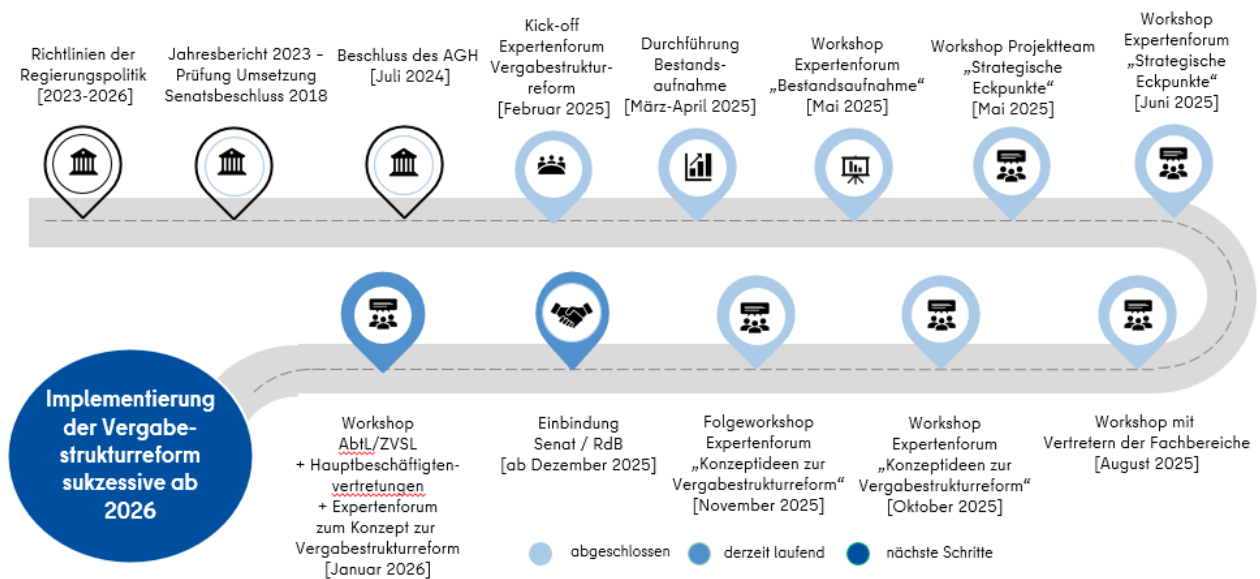 Richtlinien der
Regierungspolitik
[2023-2026]
Jahresbericht 2023 –
Prüfung Umsetzung
Senatsbeschluss 2018
Beschluss des AGH
[Juli 2024]
Kick-off
Expertenforum
Vergabestruktur-
reform
[Februar 2025]
Durchführung
Bestands-
aufnahme
[März-April 2025]
Workshop
Expertenforum
„Bestandsaufnahme“
[Mai 2025]
Workshop Projektteam
„Strategische
Eckpunkte“
[Mai 2025]
Workshop
Expertenforum
„Strategische
Eckpunkte“
[Juni 2025]
Workshop mit
Vertretern der Fachbereiche
[August 2025]
Workshop
Expertenforum
„Konzeptideen zur
Vergabestrukturreform“
[Oktober 2025]
Folgeworkshop
Expertenforum
„Konzeptideen zur
Vergabestrukturreform“
[November 2025]
Einbindung
Senat / RdB
[ab Dezember 2025]
Workshop
AbtL/ZVSL
+ Hauptbeschäftigten-
vertretungen
+ Expertenforum
zum Konzept zur
Vergabestrukturreform
[Januar 2026]
Implementierung
der Vergabe-
strukturreform
sukzessive ab
2026
abgeschlossen
derzeit laufend
nächste Schritte